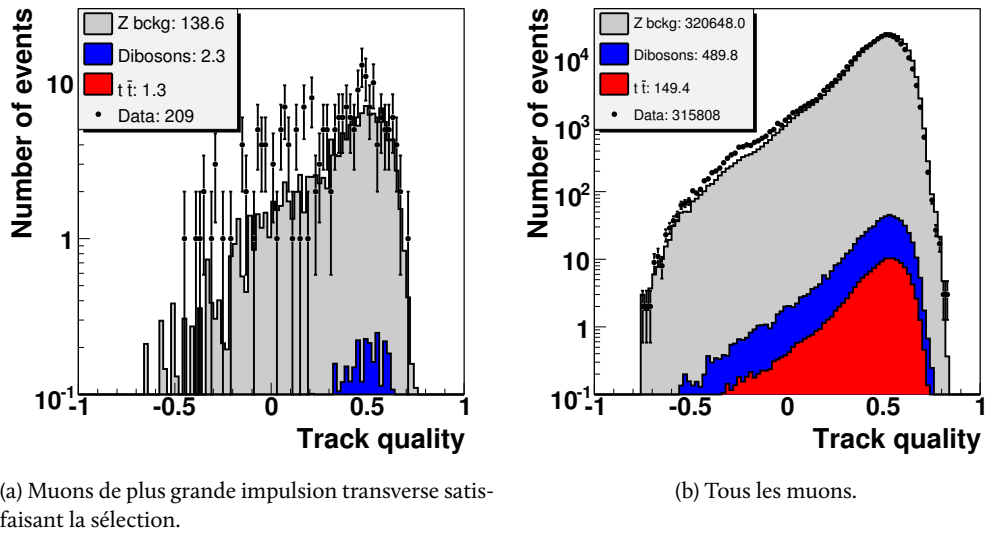 Number of events
Z bckg: 138.6
Dibosons: 2.3
t t̄: 1.3
Data: 209
10
1
10⁻¹
-1 -0.5 0 0.5 1
Track quality
(a) Muons de plus grande impulsion transverse satis-
faisant la sélection.
Number of events
Z bckg: 320648.0
Dibosons: 489.8
t t̄: 149.4
Data: 315808
10⁴
10³
10²
10
1
10⁻¹
-1 -0.5 0 0.5 1
Track quality
(b) Tous les muons.